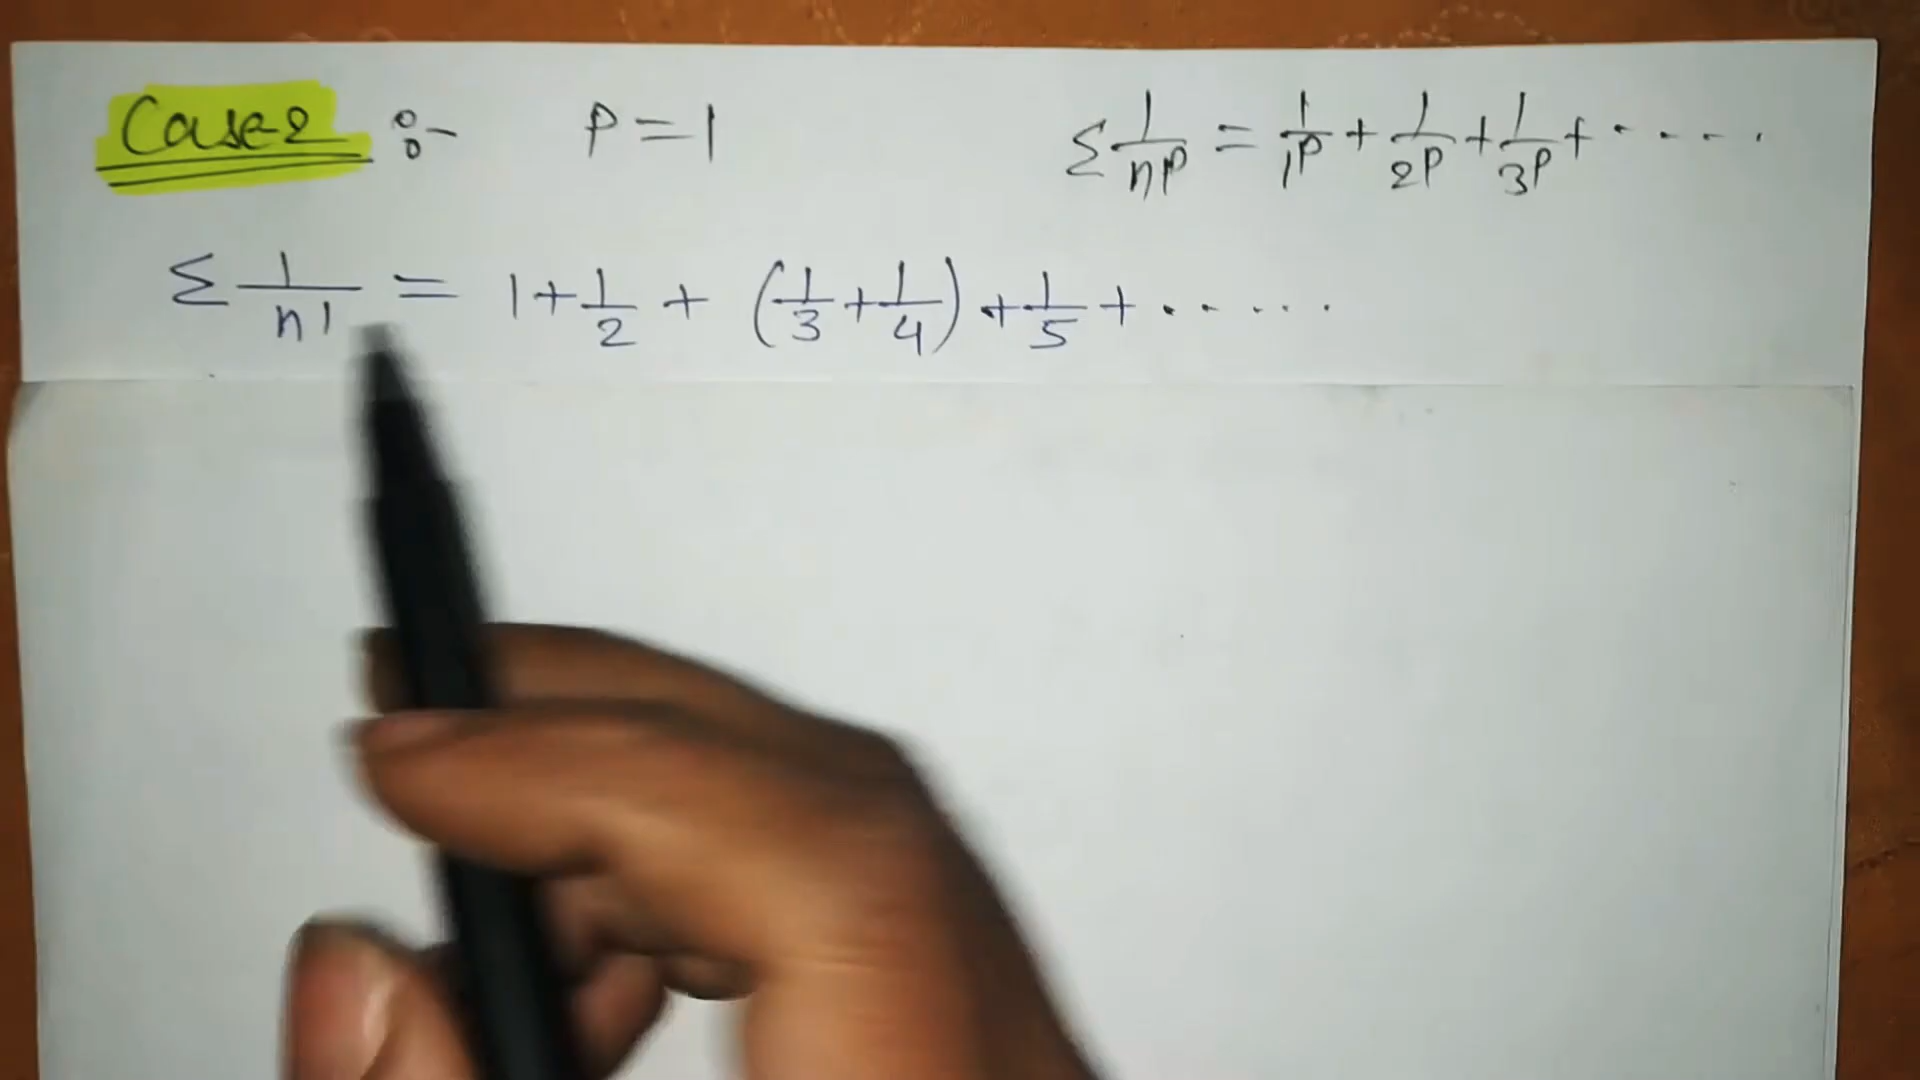 Case 2 :- P = 1 Σ 1/n^p = 1/1^p + 1/2^p + 1/3^p + .....
Σ 1/n^1 = 1 + 1/2 + (1/3 + 1/4) + 1/5 + ......